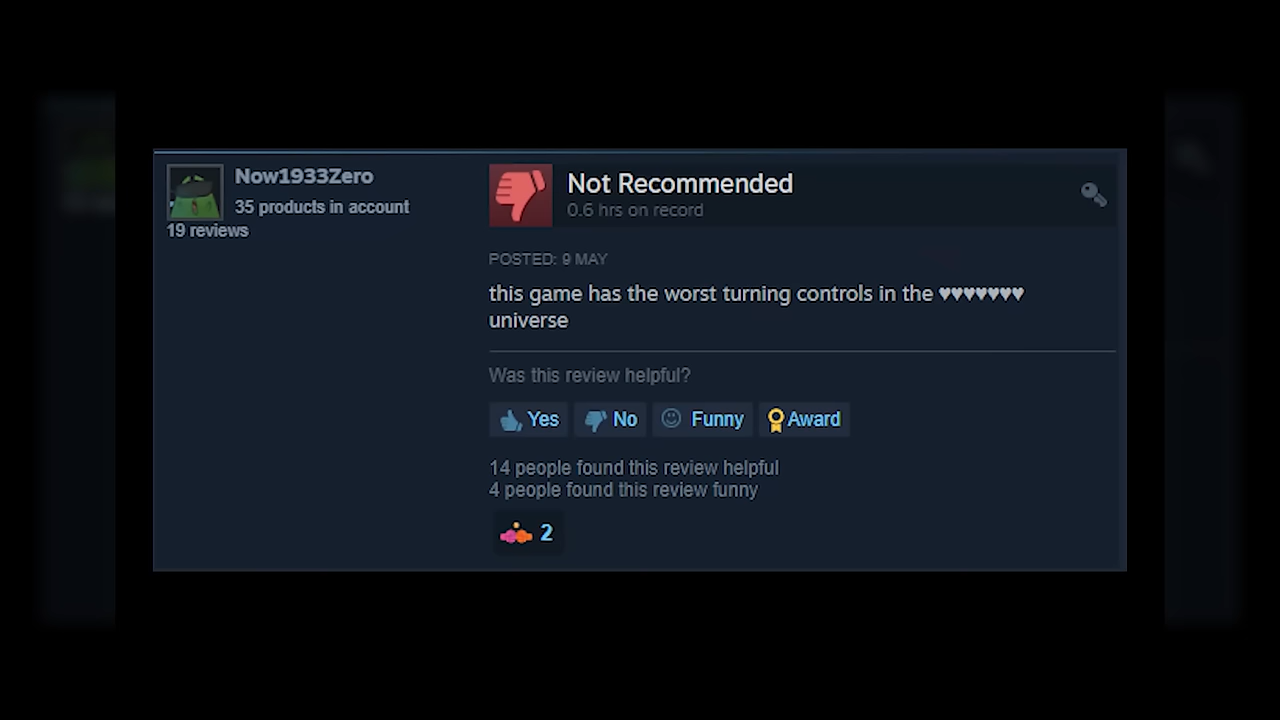 Now1933Zero
35 products in account
19 reviews
Not Recommended
0.6 hrs on record
POSTED: 9 MAY
this game has the worst turning controls in the ♥♥♥♥♥♥♥
universe
Was this review helpful?
Yes No Funny Award
14 people found this review helpful
4 people found this review funny
2